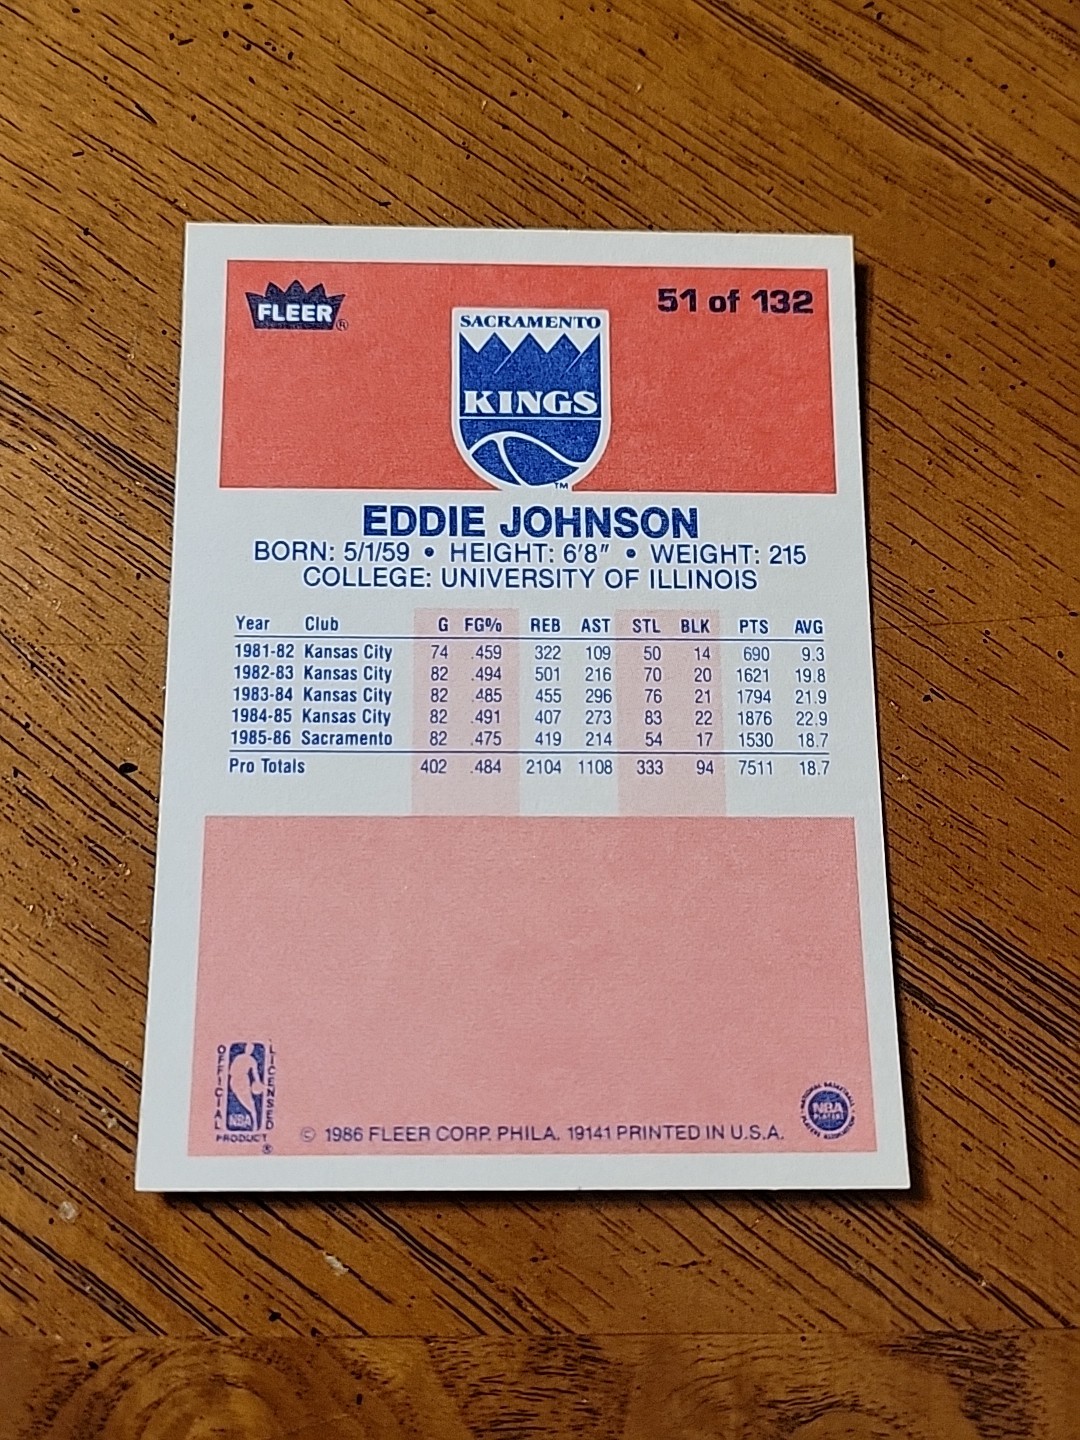 FLEER®
51 of 132
SACRAMENTO
KINGS
TM
EDDIE JOHNSON
BORN: 5/1/59 • HEIGHT: 6'8" • WEIGHT: 215
COLLEGE: UNIVERSITY OF ILLINOIS
Year Club G FG% REB AST STL BLK PTS AVG
1981-82 Kansas City 74 .459 322 109 50 14 690 9.3
1982-83 Kansas City 82 .494 501 216 70 20 1621 19.8
1983-84 Kansas City 82 .485 455 296 76 21 1794 21.9
1984-85 Kansas City 82 .491 407 273 83 22 1876 22.9
1985-86 Sacramento 82 .475 419 214 54 17 1530 18.7
Pro Totals 402 .484 2104 1108 333 94 7511 18.7
OFFICIAL
LICENSED
NBA
PRODUCT
®
© 1986 FLEER CORP. PHILA. 19141 PRINTED IN U.S.A.
NATIONAL BASKETBALL
NBA
PLAYERS
PLAYERS ASSOCIATION